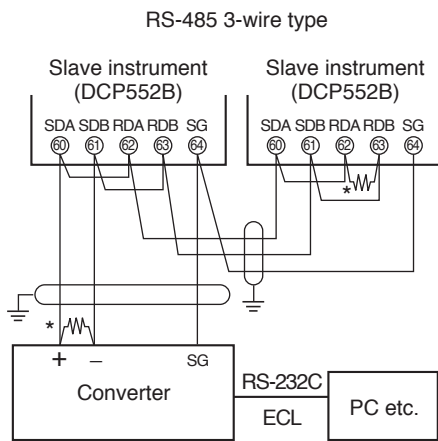 RS-485 3-wire type
Slave instrument
(DCP552B)
SDA SDB RDA RDB SG
60 61 62 63 64
Slave instrument
(DCP552B)
SDA SDB RDA RDB SG
60 61 62 63 64
*
*
+ − SG
Converter
RS-232C
ECL
PC etc.